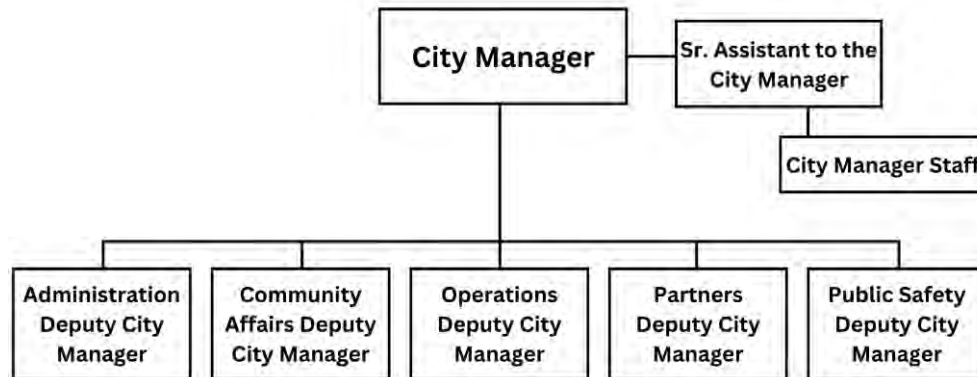 City Manager
Sr. Assistant to the
City Manager
City Manager Staff
Administration
Deputy City
Manager
Community
Affairs Deputy
City Manager
Operations
Deputy City
Manager
Partners
Deputy City
Manager
Public Safety
Deputy City
Manager